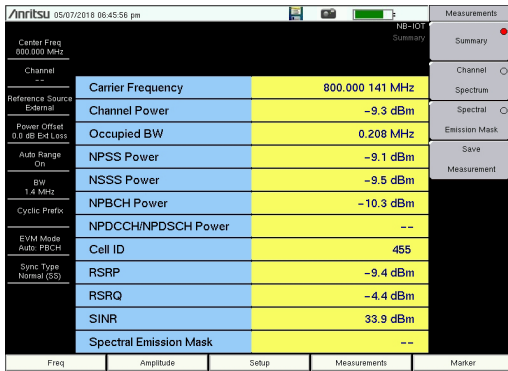 Anritsu 05/07/2018 06:45:56 pm
Measurements
NB-IOT
Summary
Center Freq
800.000 MHz
Channel
--
Reference Source
External
Power Offset
0.0 dB Ext Loss
Auto Range
On
BW
1.4 MHz
Cyclic Prefix
EVM Mode
Auto: PBCH
Sync Type
Normal (SS)
Carrier Frequency 800.000 141 MHz
Channel Power -9.3 dBm
Occupied BW 0.208 MHz
NPSS Power -9.1 dBm
NSSS Power -9.5 dBm
NPBCH Power -10.3 dBm
NPDCCH/NPDSCH Power --
Cell ID 455
RSRP -9.4 dBm
RSRQ -4.4 dBm
SINR 33.9 dBm
Spectral Emission Mask --
Summary
Channel
Spectrum
Spectral
Emission Mask
Save
Measurement
Freq Amplitude Setup Measurements Marker